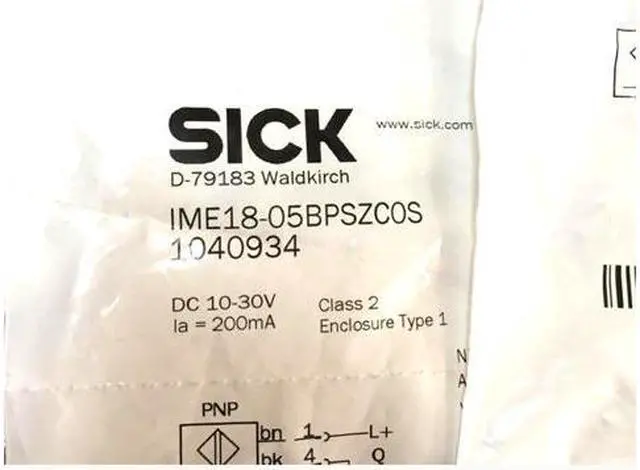 SICK
www.sick.com
D-79183 Waldkirch
IME18-05BPSZC0S
1040934
DC 10-30V Class 2
Ia = 200mA Enclosure Type 1
N
A
PNP
bn 1 L+
bk 4 Q